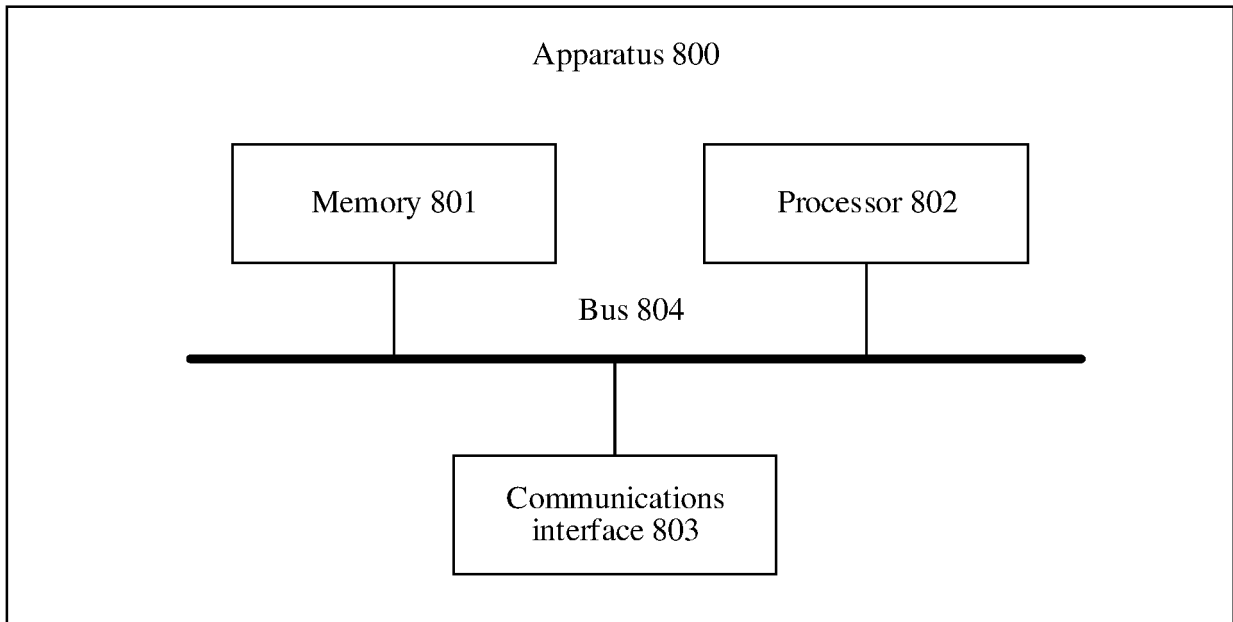 Apparatus 800
Memory 801
Processor 802
Bus 804
Communications
interface 803